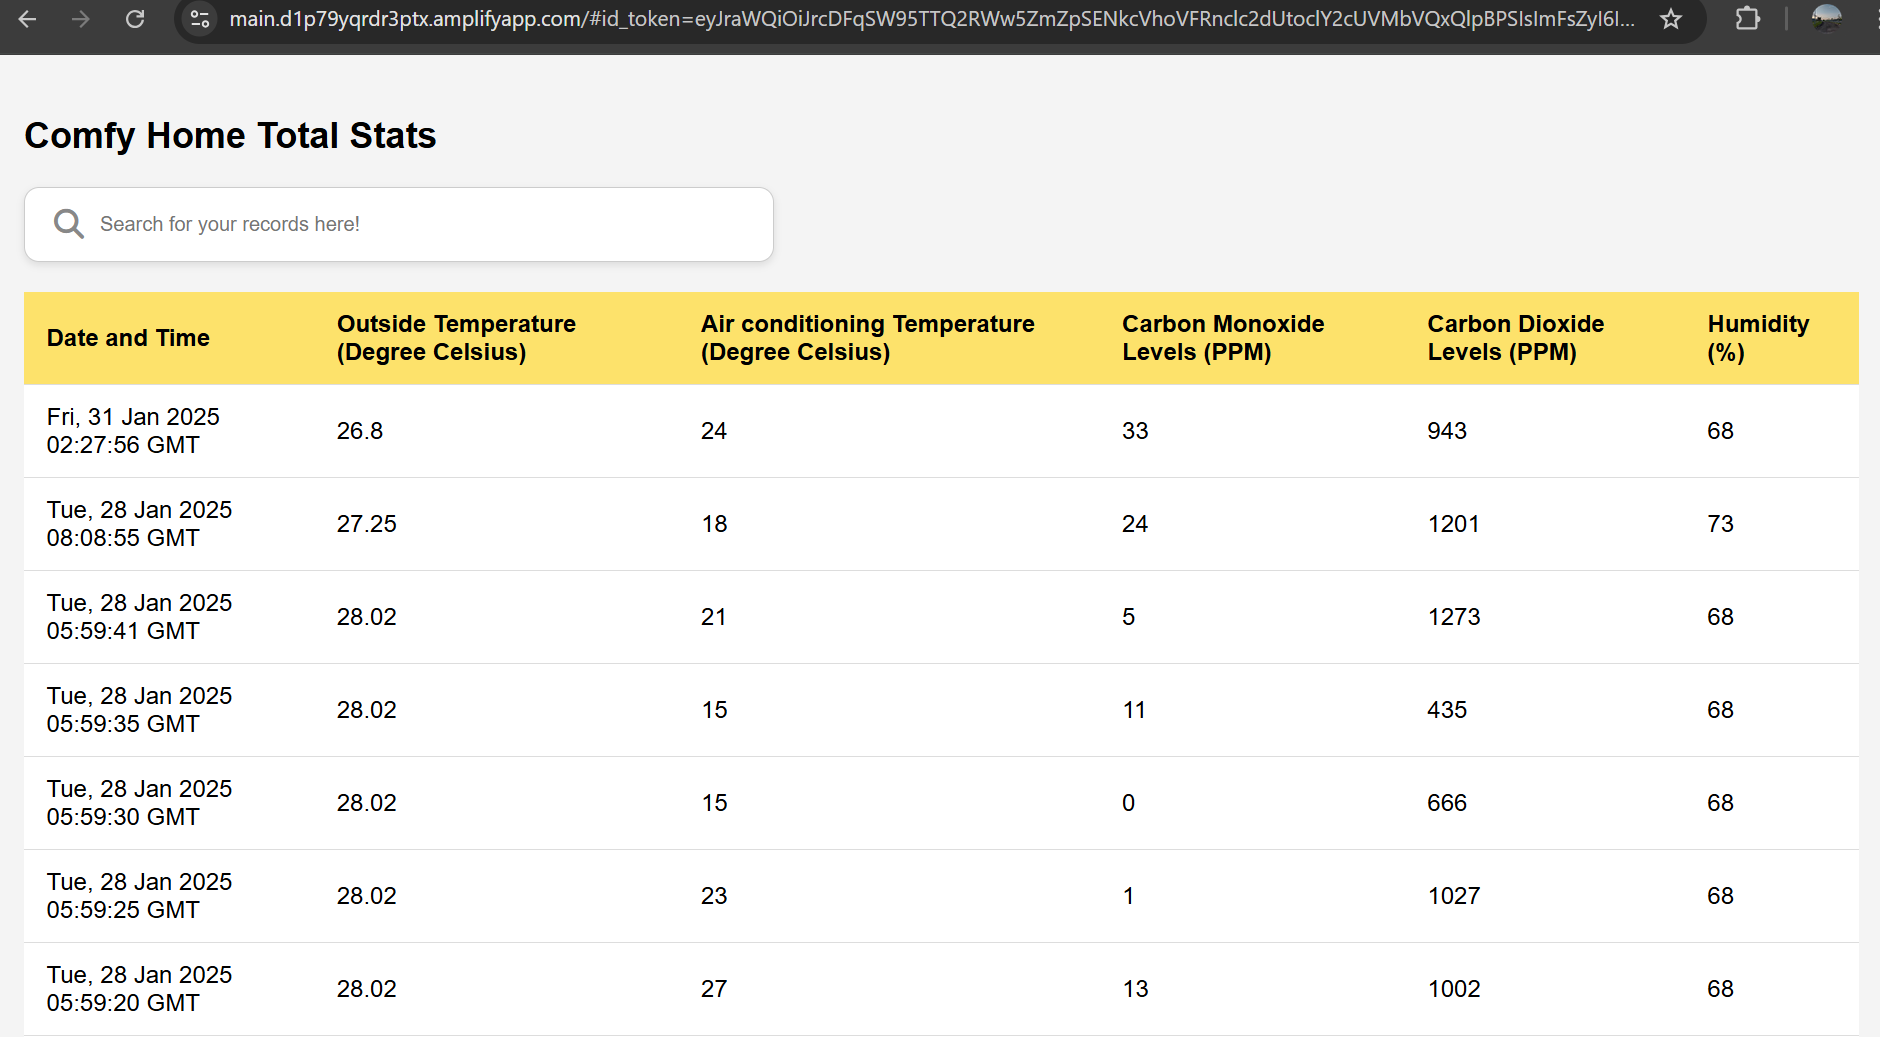 main.d1p79yqrdr3ptx.amplifyapp.com/#id_token=eyJraWQiOiJrcDFqSW95TTQ2RWw5ZmZpSENkcVhoVFRnclc2dUtoclY2cUVMbVQxQlpBPSIsImFsZyI6I...
Comfy Home Total Stats
Search for your records here!
Date and Time
Outside Temperature
(Degree Celsius)
Air conditioning Temperature
(Degree Celsius)
Carbon Monoxide
Levels (PPM)
Carbon Dioxide
Levels (PPM)
Humidity
(%)
Fri, 31 Jan 2025
02:27:56 GMT
26.8
24
33
943
68
Tue, 28 Jan 2025
08:08:55 GMT
27.25
18
24
1201
73
Tue, 28 Jan 2025
05:59:41 GMT
28.02
21
5
1273
68
Tue, 28 Jan 2025
05:59:35 GMT
28.02
15
11
435
68
Tue, 28 Jan 2025
05:59:30 GMT
28.02
15
0
666
68
Tue, 28 Jan 2025
05:59:25 GMT
28.02
23
1
1027
68
Tue, 28 Jan 2025
05:59:20 GMT
28.02
27
13
1002
68